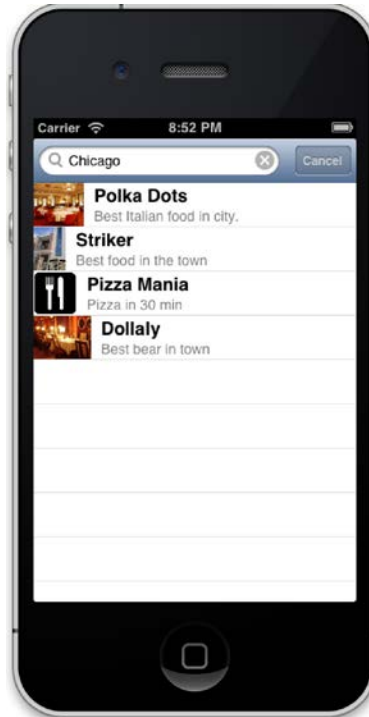 Carrier 8:52 PM
Chicago Cancel
Polka Dots
Best Italian food in city.
Striker
Best food in the town
Pizza Mania
Pizza in 30 min
Dollaly
Best bear in town